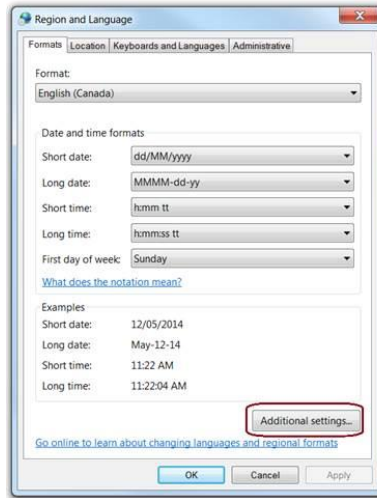 Region and Language
Formats Location Keyboards and Languages Administrative
Format:
English (Canada)
Date and time formats
Short date: dd/MM/yyyy
Long date: MMMM-dd-yy
Short time: h:mm tt
Long time: h:mm:ss tt
First day of week: Sunday
What does the notation mean?
Examples
Short date: 12/05/2014
Long date: May-12-14
Short time: 11:22 AM
Long time: 11:22:04 AM
Additional settings...
Go online to learn about changing languages and regional formats
OK Cancel Apply